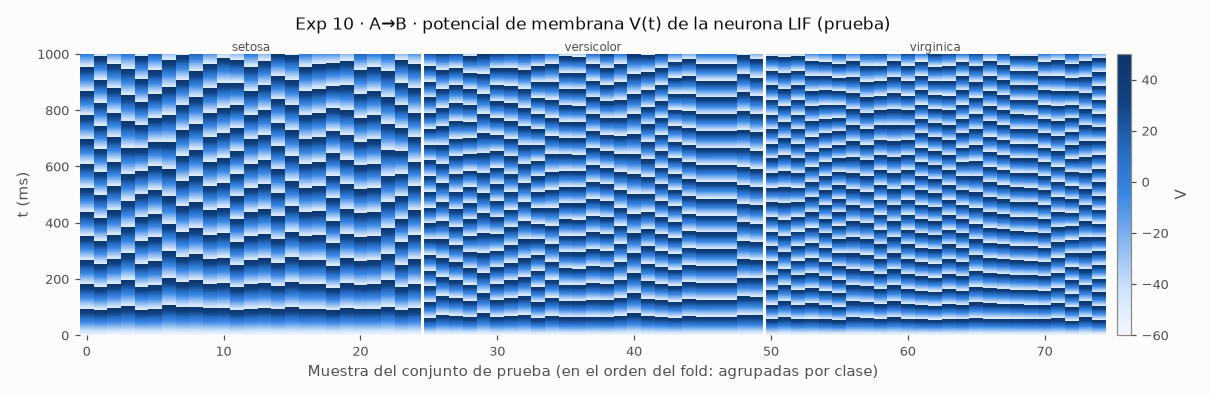 Exp 10 · A→B · potencial de membrana V(t) de la neurona LIF (prueba)
setosa
versicolor
virginica
1000
800
600
400
200
0
t (ms)
0
10
20
30
40
50
60
70
Muestra del conjunto de prueba (en el orden del fold: agrupadas por clase)
40
20
0
−20
−40
−60
V